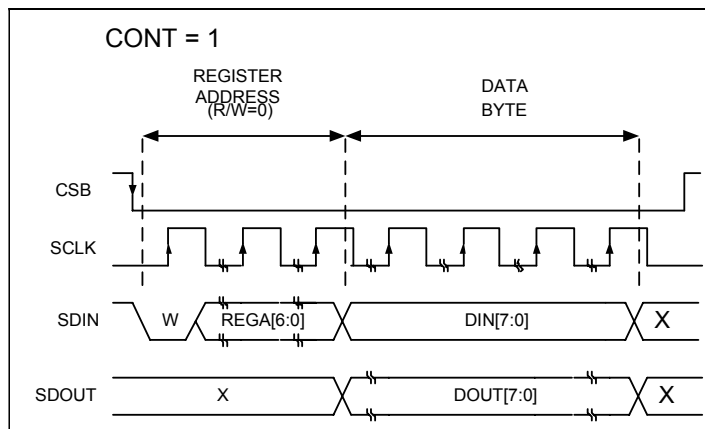 CONT = 1
REGISTER
ADDRESS
(R/W=0)
DATA
BYTE
CSB
SCLK
SDIN
W
REGA[6:0]
DIN[7:0]
X
SDOUT
X
DOUT[7:0]
X